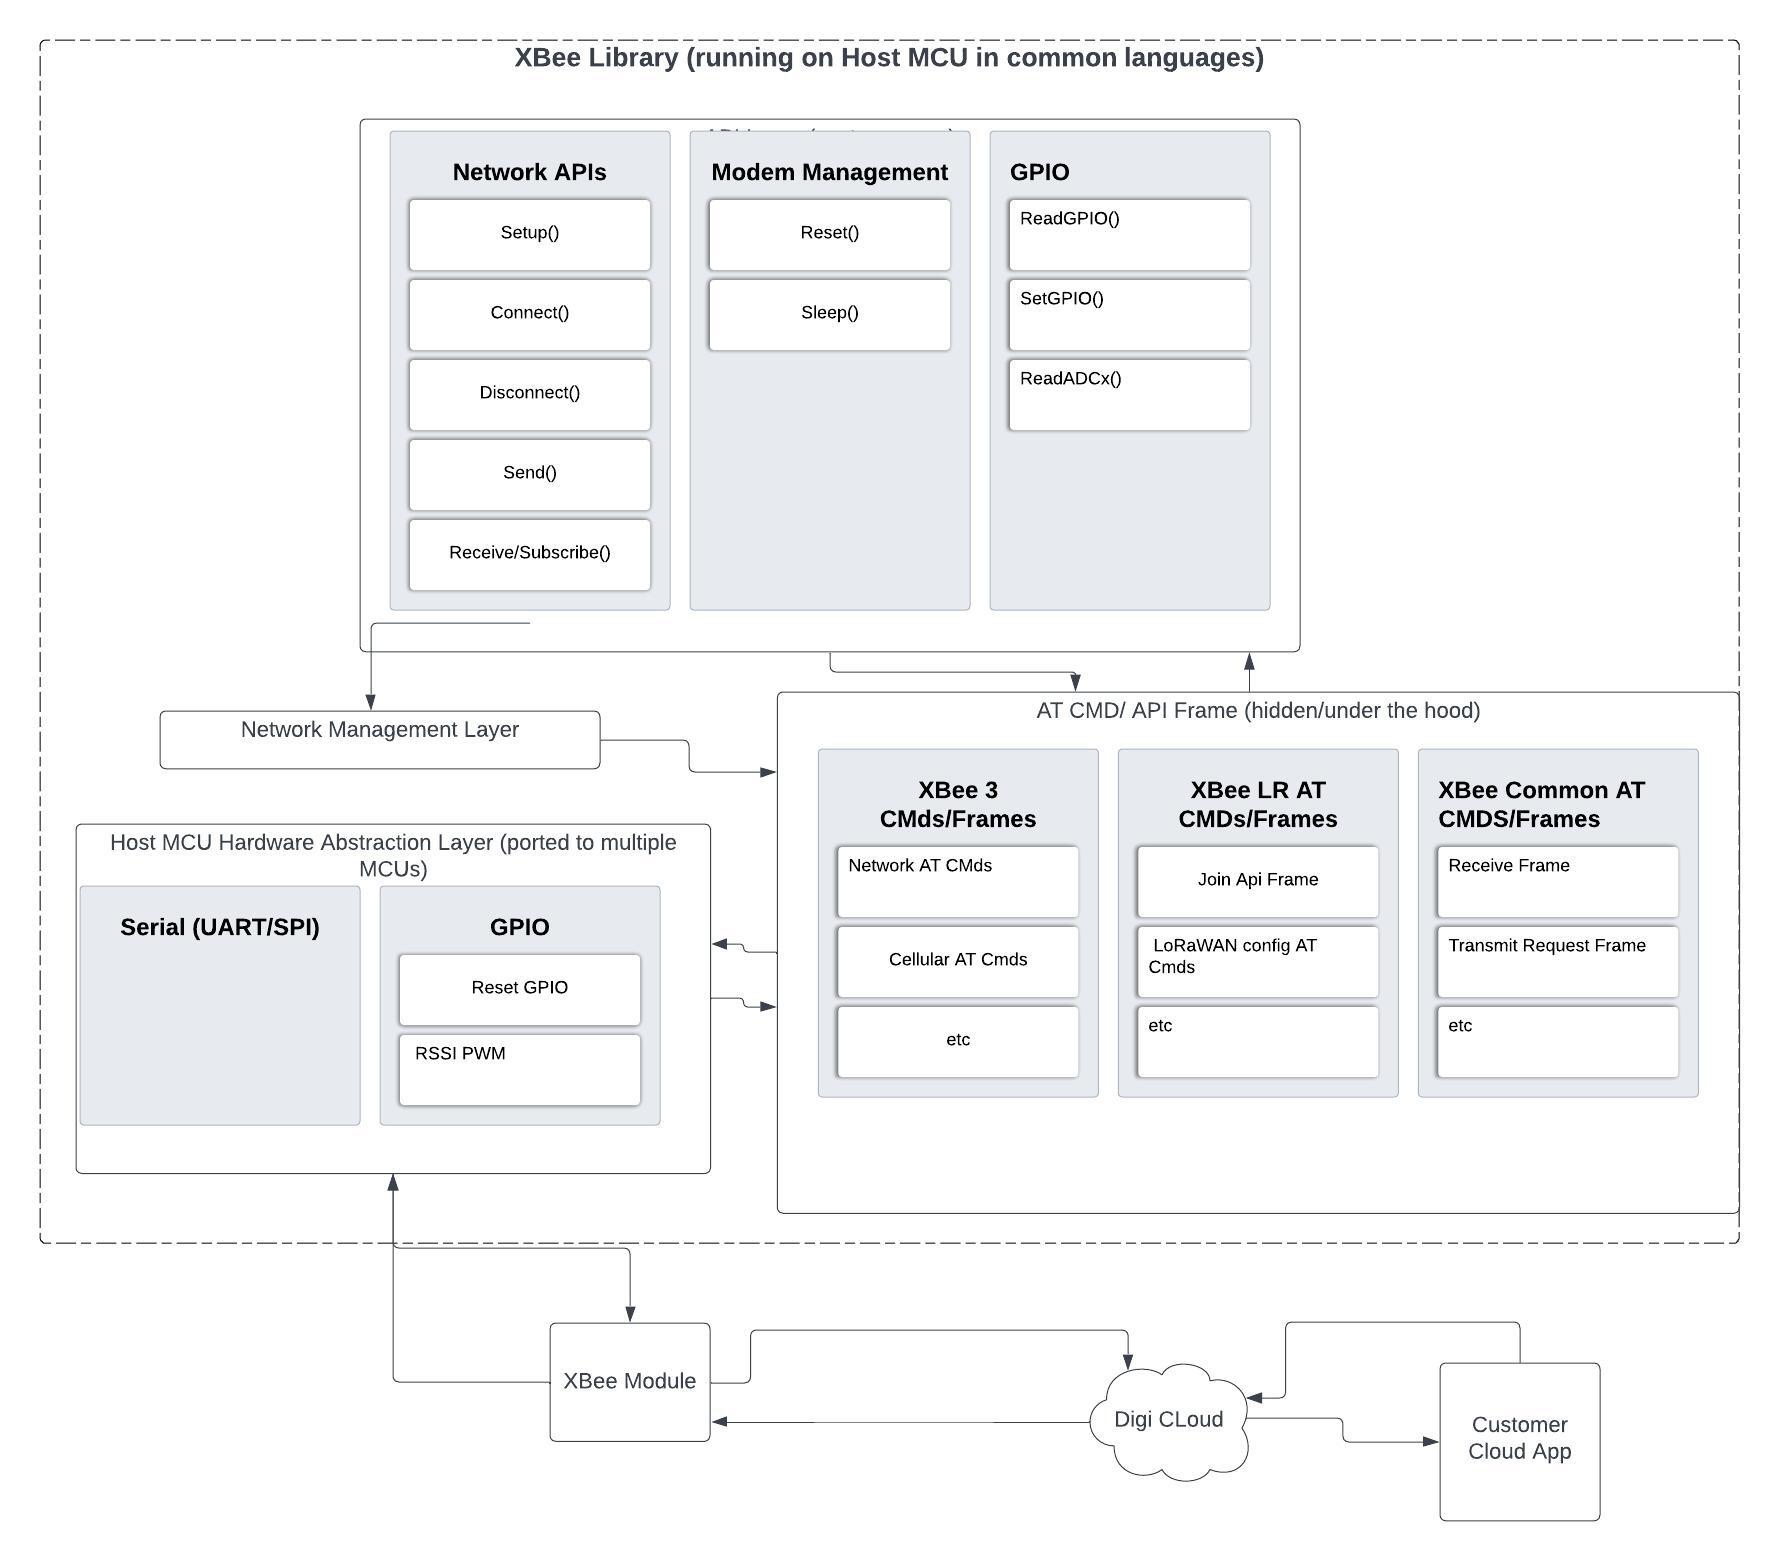 XBee Library (running on Host MCU in common languages)
Network APIs
Setup()
Connect()
Disconnect()
Send()
Receive/Subscribe()
Modem Management
Reset()
Sleep()
GPIO
ReadGPIO()
SetGPIO()
ReadADCx()
Network Management Layer
AT CMD/ API Frame (hidden/under the hood)
XBee 3
CMds/Frames
Network AT CMds
Cellular AT Cmds
etc
XBee LR AT
CMDs/Frames
Join Api Frame
LoRaWAN config AT
Cmds
etc
XBee Common AT
CMDS/Frames
Receive Frame
Transmit Request Frame
etc
Host MCU Hardware Abstraction Layer (ported to multiple
MCUs)
Serial (UART/SPI)
GPIO
Reset GPIO
RSSI PWM
XBee Module
Digi CLoud
Customer
Cloud App